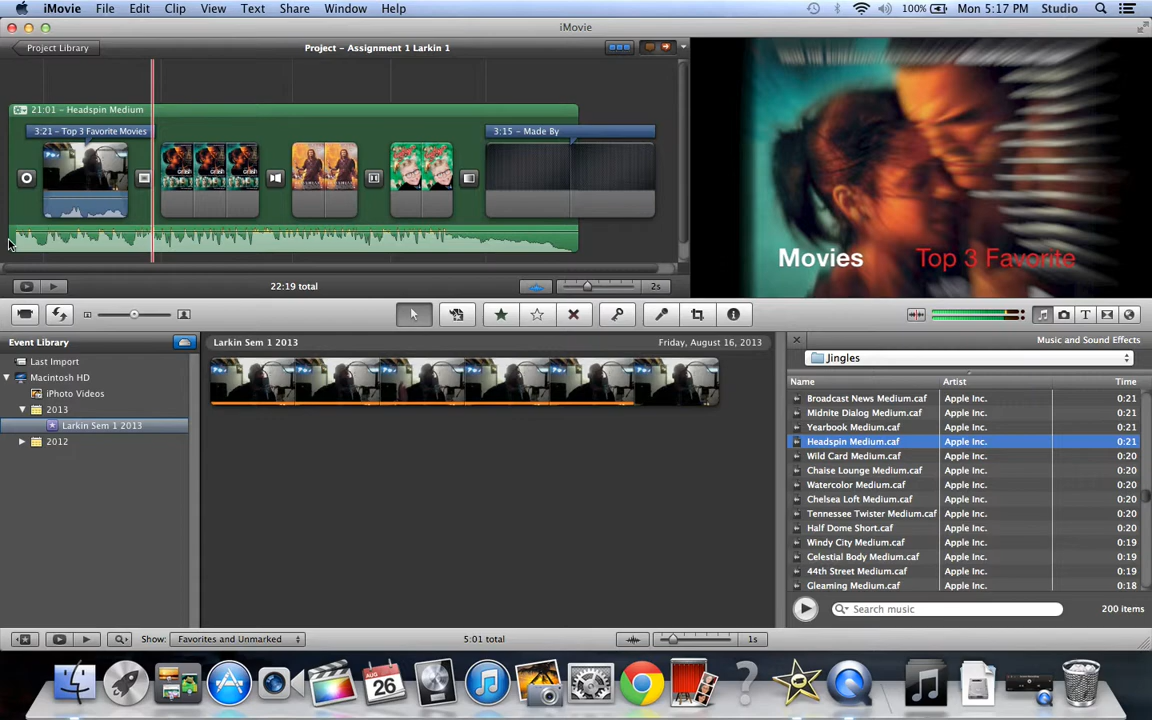 iMovie File Edit Clip View Text Share Window Help 100% Mon 5:17 PM Studio
iMovie
Project Library
Project - Assignment 1 Larkin 1
21:01 - Headspin Medium
3:21 - Top 3 Favorite Movies
3:15 - Made By
Movies Top 3 Favorite
22:19 total
2s
Event Library
Last Import
Macintosh HD
iPhoto Videos
2013
Larkin Sem 1 2013
2012
Larkin Sem 1 2013
Friday, August 16, 2013
Music and Sound Effects
Jingles
Name Artist Time
Broadcast News Medium.caf Apple Inc. 0:21
Midnite Dialog Medium.caf Apple Inc. 0:21
Yearbook Medium.caf Apple Inc. 0:21
Headspin Medium.caf Apple Inc. 0:21
Wild Card Medium.caf Apple Inc. 0:20
Chaise Lounge Medium.caf Apple Inc. 0:20
Watercolor Medium.caf Apple Inc. 0:20
Chelsea Loft Medium.caf Apple Inc. 0:20
Tennessee Twister Medium.caf Apple Inc. 0:20
Half Dome Short.caf Apple Inc. 0:20
Windy City Medium.caf Apple Inc. 0:19
Celestial Body Medium.caf Apple Inc. 0:19
44th Street Medium.caf Apple Inc. 0:19
Gleaming Medium.caf Apple Inc. 0:18
Search music
200 items
Show: Favorites and Unmarked
5:01 total
1s
AUG
26